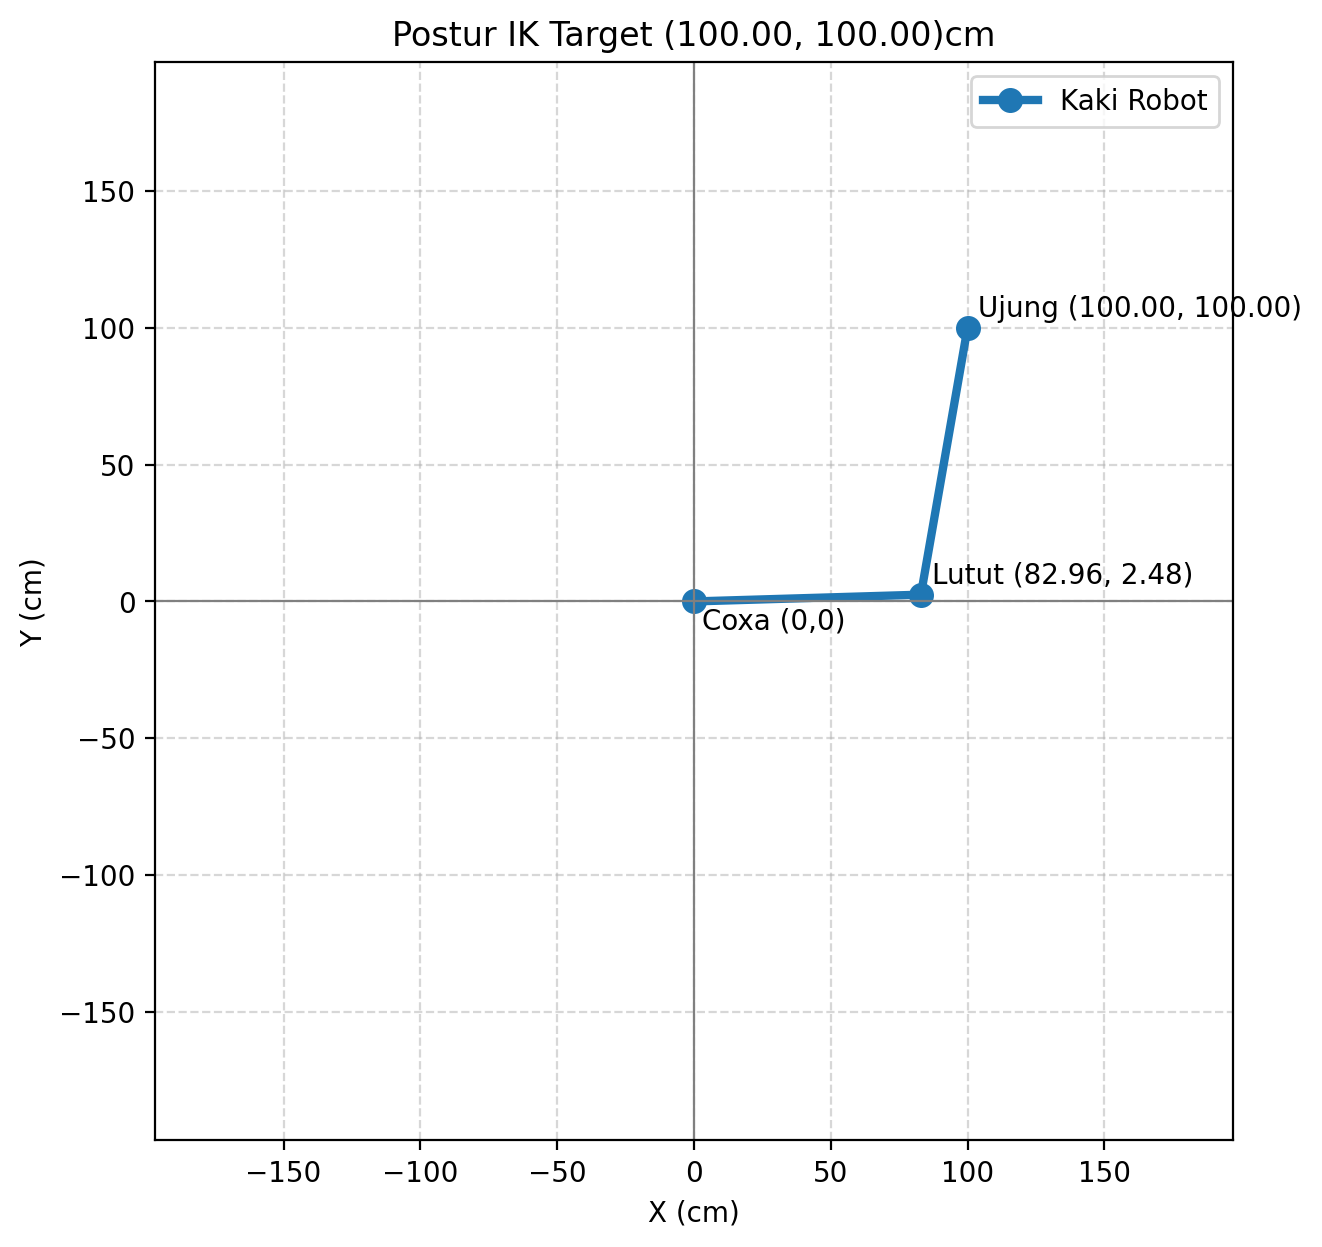 Postur IK Target (100.00, 100.00)cm
Kaki Robot
150
Ujung (100.00, 100.00)
100
50
Lutut (82.96, 2.48)
0
Coxa (0,0)
Y (cm)
−50
−100
−150
−150 −100 −50 0 50 100 150
X (cm)